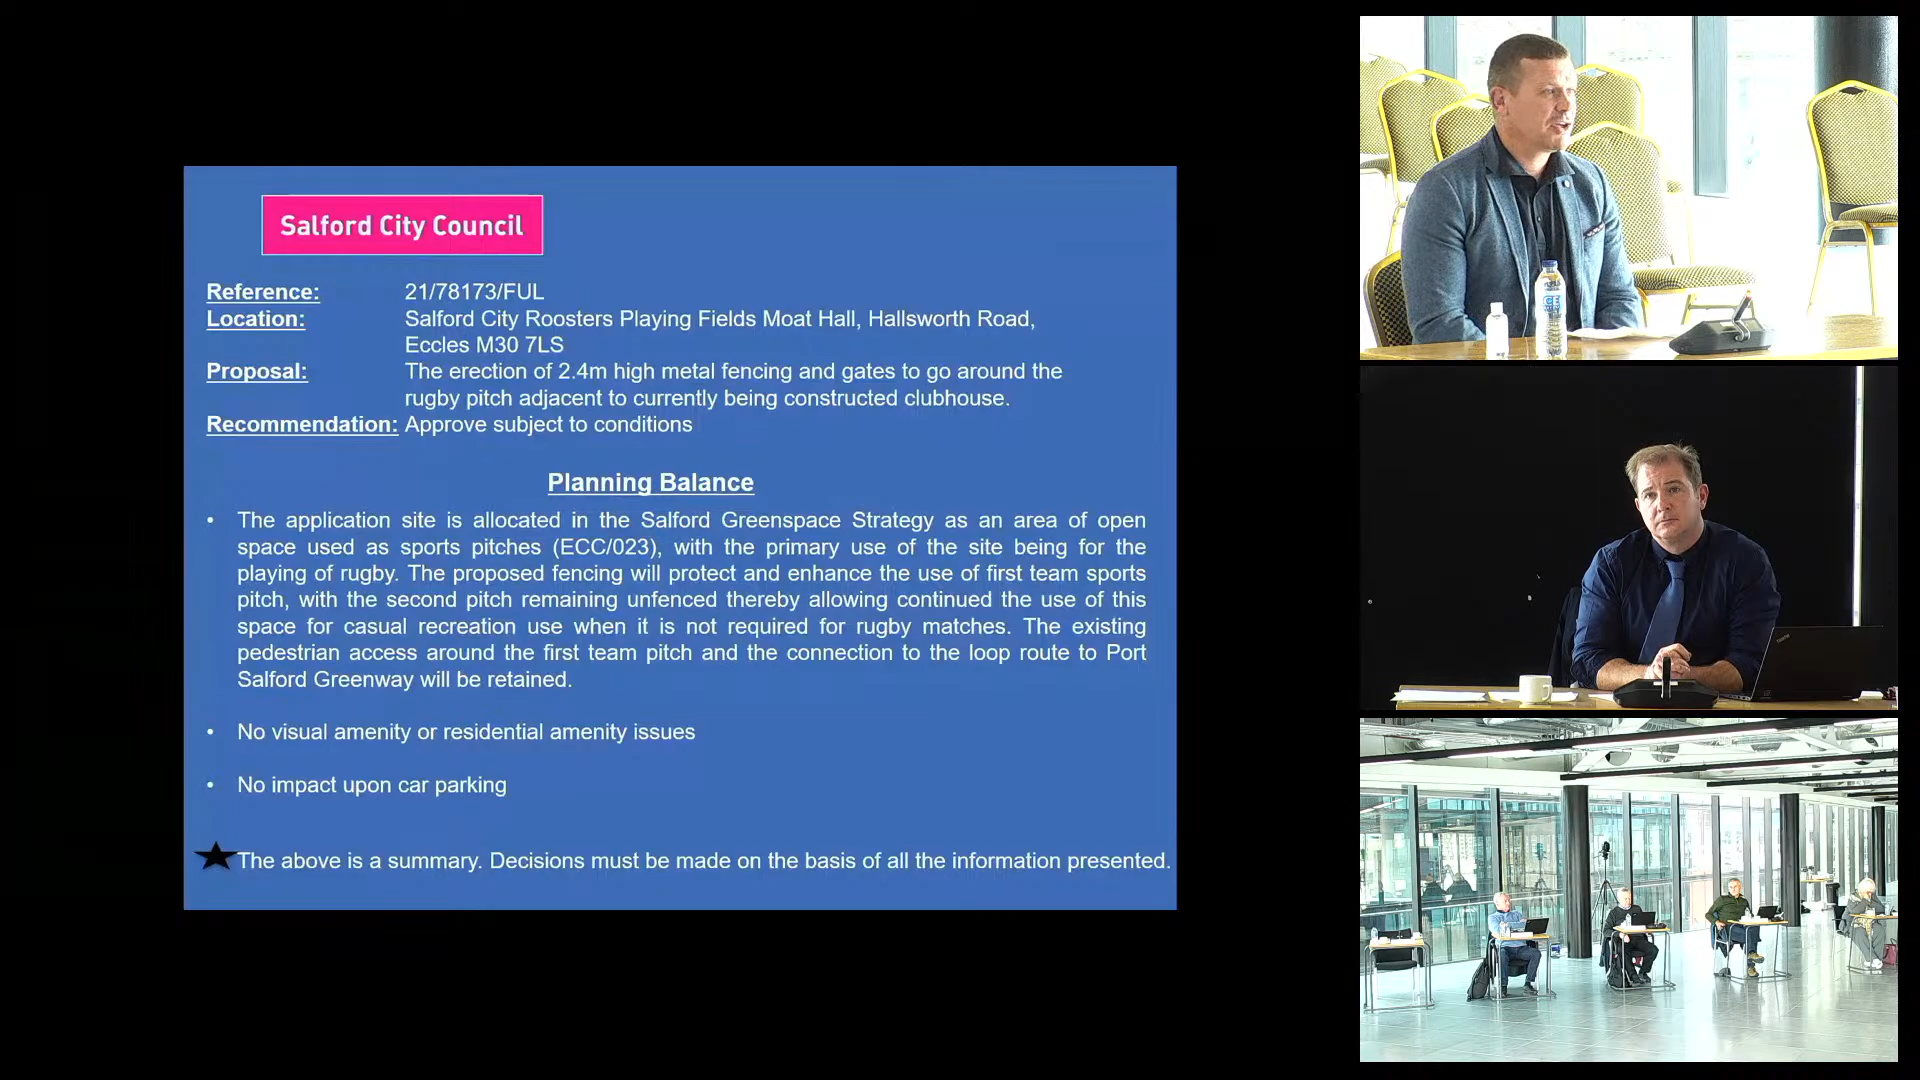 Salford City Council
Reference: 21/78173/FUL
Location: Salford City Roosters Playing Fields Moat Hall, Hallsworth Road,
Eccles M30 7LS
Proposal: The erection of 2.4m high metal fencing and gates to go around the
rugby pitch adjacent to currently being constructed clubhouse.
Recommendation: Approve subject to conditions
Planning Balance
• The application site is allocated in the Salford Greenspace Strategy as an area of open
space used as sports pitches (ECC/023), with the primary use of the site being for the
playing of rugby. The proposed fencing will protect and enhance the use of first team sports
pitch, with the second pitch remaining unfenced thereby allowing continued the use of this
space for casual recreation use when it is not required for rugby matches. The existing
pedestrian access around the first team pitch and the connection to the loop route to Port
Salford Greenway will be retained.
• No visual amenity or residential amenity issues
• No impact upon car parking
The above is a summary. Decisions must be made on the basis of all the information presented.